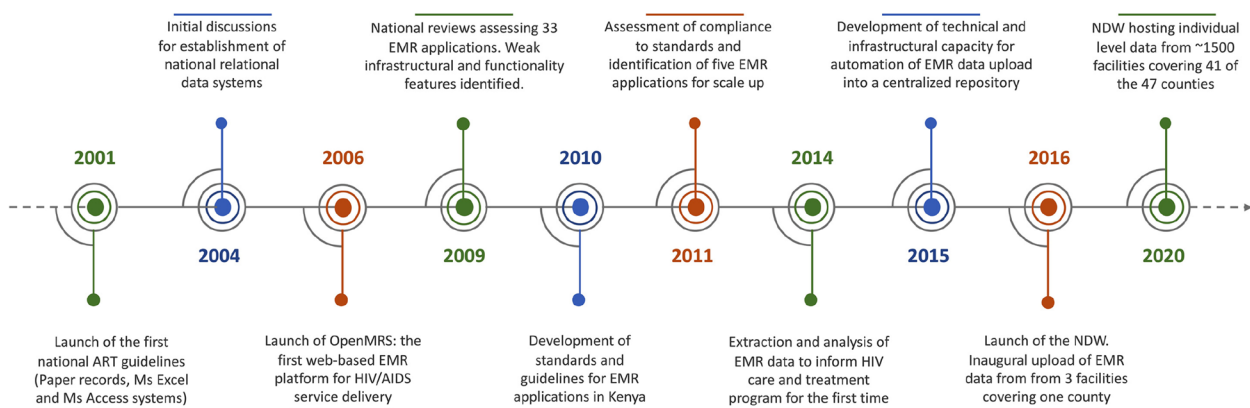 Initial discussions
for establishment of
national relational
data systems
National reviews assessing 33
EMR applications. Weak
infrastructural and functionality
features identified.
Assessment of compliance
to standards and
identification of five EMR
applications for scale up
Development of technical and
infrastructural capacity for
automation of EMR data upload
into a centralized repository
NDW hosting individual
level data from ~1500
facilities covering 41 of
the 47 counties
2001
2006
2010
2014
2016
2004
2009
2011
2015
2020
Launch of the first
national ART guidelines
(Paper records, Ms Excel
and Ms Access systems)
Launch of OpenMRS: the
first web-based EMR
platform for HIV/AIDS
service delivery
Development of
standards and
guidelines for EMR
applications in Kenya
Extraction and analysis of
EMR data to inform HIV
care and treatment
program for the first time
Launch of the NDW.
Inaugural upload of EMR
data from from 3 facilities
covering one county